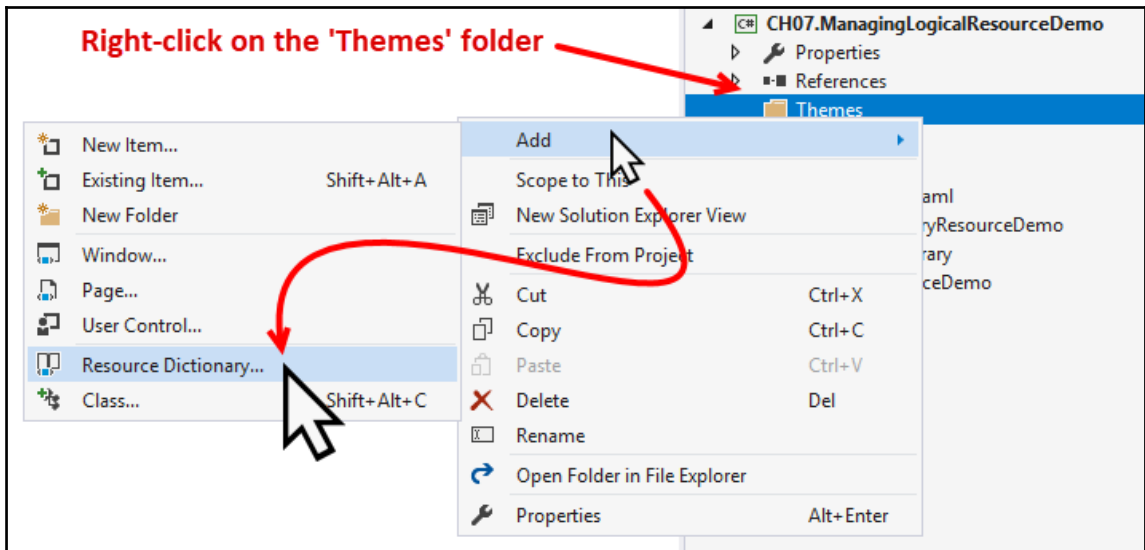 Right-click on the 'Themes' folder
CH07.ManagingLogicalResourceDemo
Properties
References
Themes
Add
Scope to This
New Solution Explorer View
Exclude From Project
Cut Ctrl+X
Copy Ctrl+C
Paste Ctrl+V
Delete Del
Rename
Open Folder in File Explorer
Properties Alt+Enter
New Item...
Existing Item... Shift+Alt+A
New Folder
Window...
Page...
User Control...
Resource Dictionary...
Class... Shift+Alt+C
aml
ryResourceDemo
rary
ceDemo